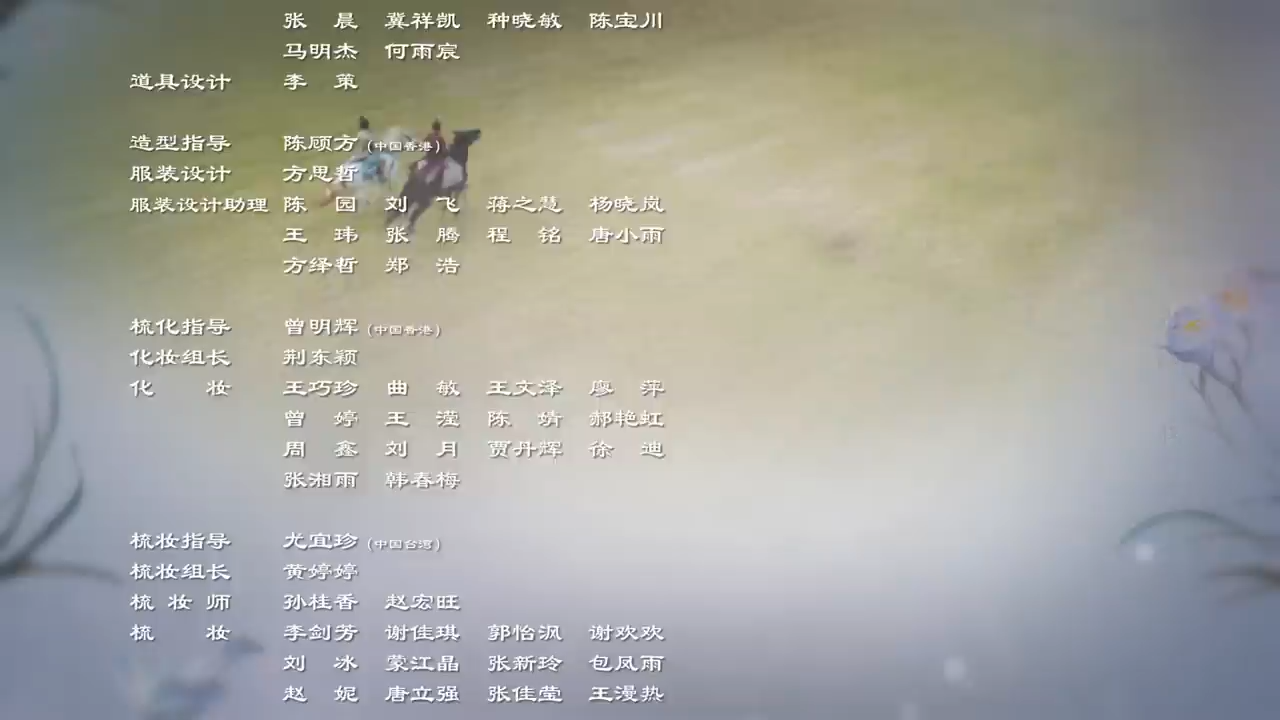 张晨 冀祥凯 种晓敏 陈宝川
马明杰 何雨宸
道具设计 李策
造型指导 陈顾方(中国香港)
服装设计 方思哲
服装设计助理 陈园 刘飞 蒋之慧 杨晓岚
王玮 张腾 程铭 唐小雨
方绎哲 郑浩
梳化指导 曾明辉(中国香港)
化妆组长 荆东颖
化妆 王巧珍 曲敏 王文泽 廖萍
曾婷 王滢 陈婧 郝艳虹
周鑫 刘月 贾丹辉 徐迪
张湘雨 韩春梅
梳妆指导 尤宜珍(中国台湾)
梳妆组长 黄婷婷
梳妆师 孙桂香 赵宏旺
梳妆 李剑芳 谢佳琪 郭怡沨 谢欢欢
刘冰 蒙江晶 张新玲 包凤雨
赵妮 唐立强 张佳莹 王漫热